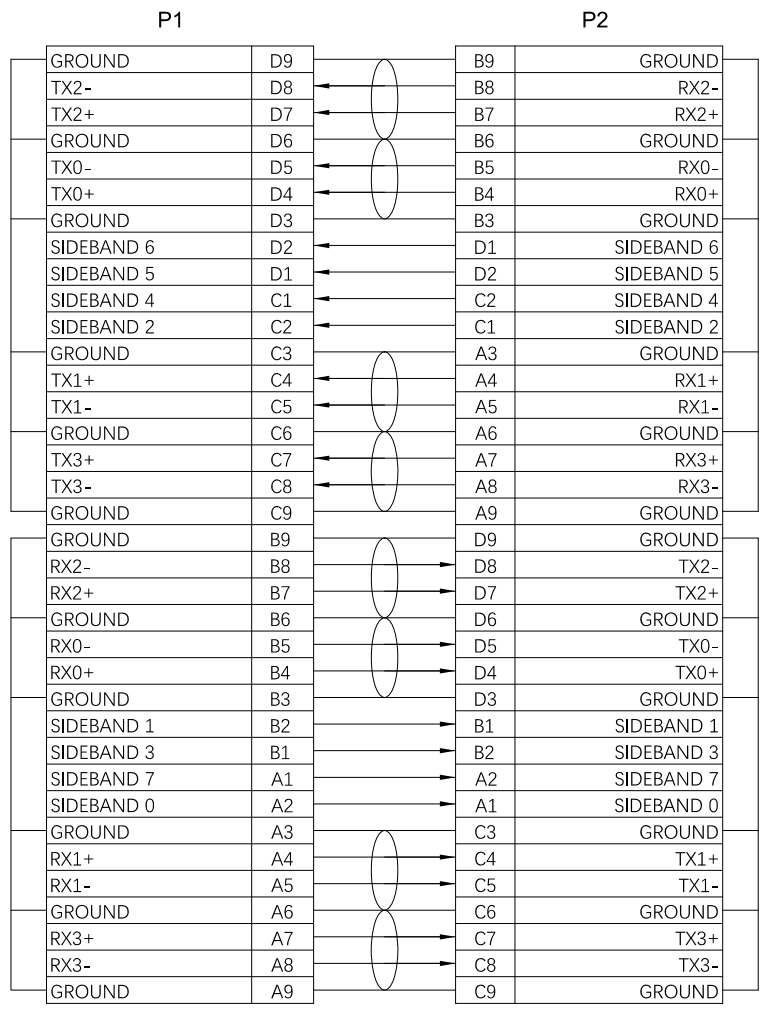 P1 P2
GROUND D9 B9 GROUND
TX2- D8 B8 RX2-
TX2+ D7 B7 RX2+
GROUND D6 B6 GROUND
TX0- D5 B5 RX0-
TX0+ D4 B4 RX0+
GROUND D3 B3 GROUND
SIDEBAND 6 D2 D1 SIDEBAND 6
SIDEBAND 5 D1 D2 SIDEBAND 5
SIDEBAND 4 C1 C2 SIDEBAND 4
SIDEBAND 2 C2 C1 SIDEBAND 2
GROUND C3 A3 GROUND
TX1+ C4 A4 RX1+
TX1- C5 A5 RX1-
GROUND C6 A6 GROUND
TX3+ C7 A7 RX3+
TX3- C8 A8 RX3-
GROUND C9 A9 GROUND
GROUND B9 D9 GROUND
RX2- B8 D8 TX2-
RX2+ B7 D7 TX2+
GROUND B6 D6 GROUND
RX0- B5 D5 TX0-
RX0+ B4 D4 TX0+
GROUND B3 D3 GROUND
SIDEBAND 1 B2 B1 SIDEBAND 1
SIDEBAND 3 B1 B2 SIDEBAND 3
SIDEBAND 7 A1 A2 SIDEBAND 7
SIDEBAND 0 A2 A1 SIDEBAND 0
GROUND A3 C3 GROUND
RX1+ A4 C4 TX1+
RX1- A5 C5 TX1-
GROUND A6 C6 GROUND
RX3+ A7 C7 TX3+
RX3- A8 C8 TX3-
GROUND A9 C9 GROUND